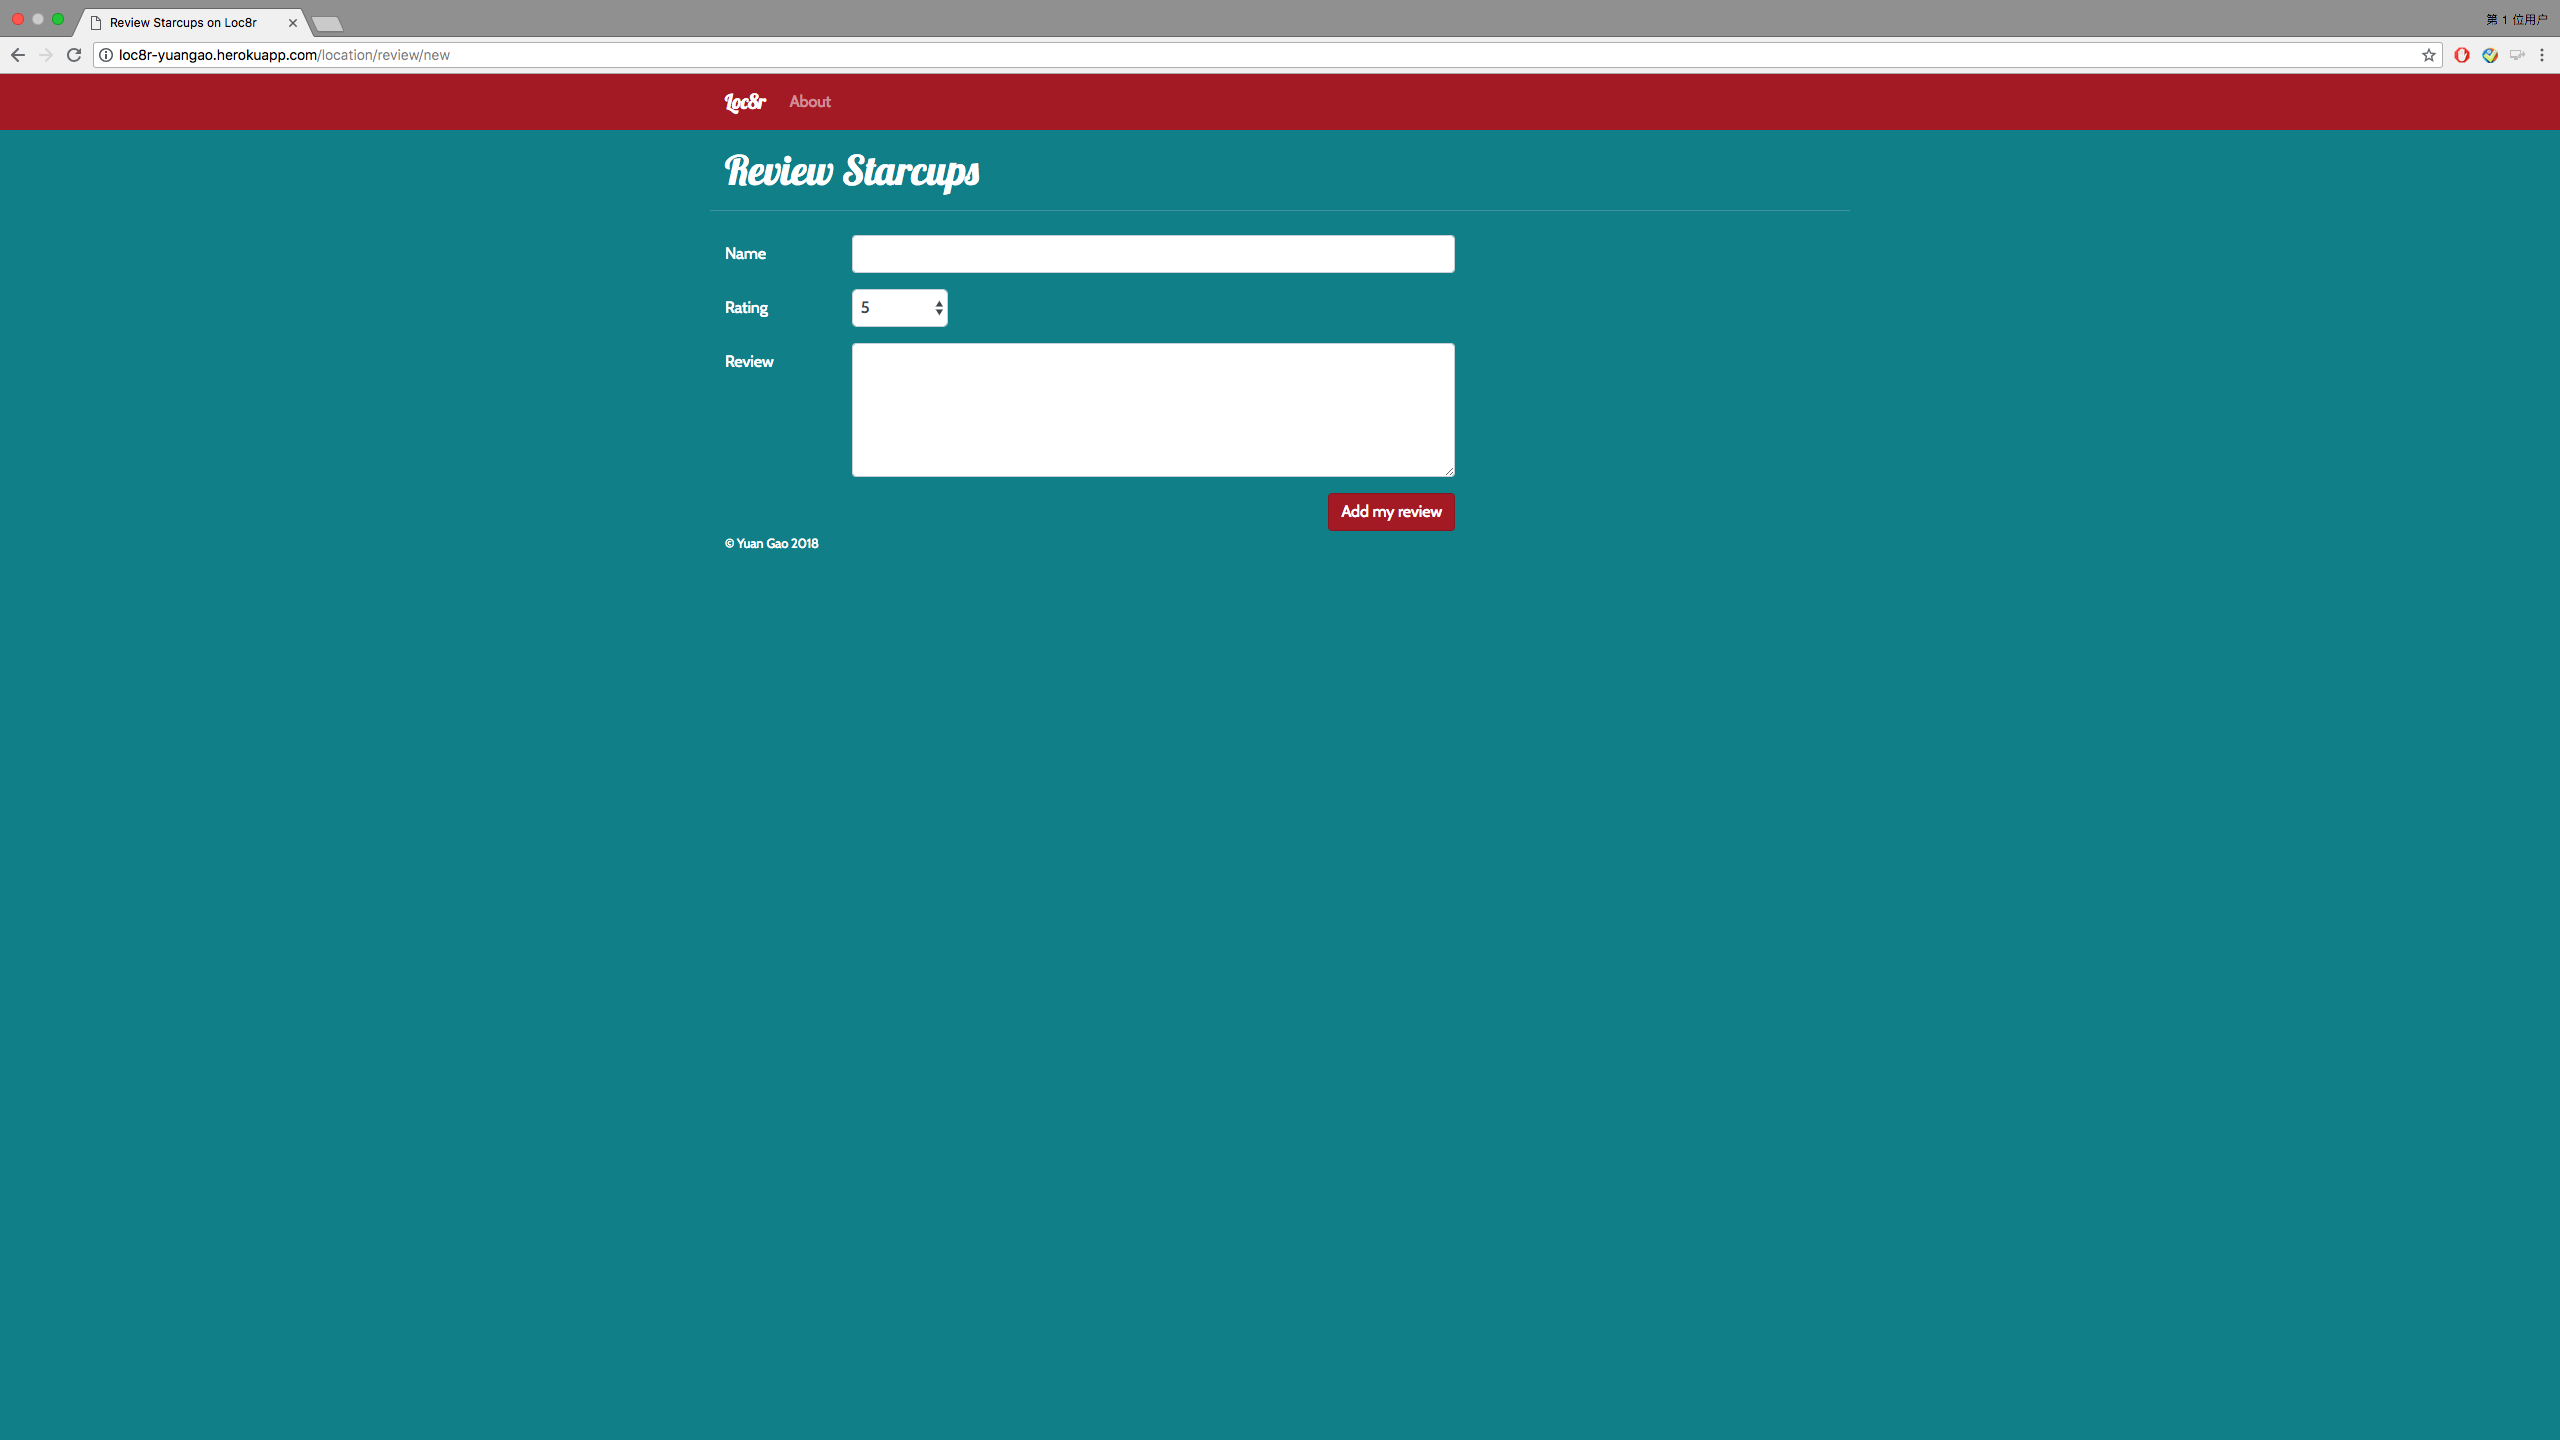 Review Starcups on Loc8r
第 1 位用户
loc8r-yuangao.herokuapp.com/location/review/new
Loc8r About
Review Starcups
Name
Rating 5
Review
Add my review
© Yuan Gao 2018